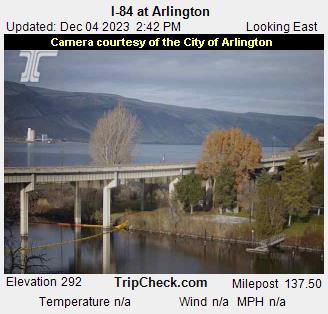 I-84 at Arlington
Updated: Dec 04 2023 2:42 PM Looking East
Camera courtesy of the City of Arlington
Elevation 292 TripCheck.com Milepost 137.50
Temperature n/a Wind n/a MPH n/a